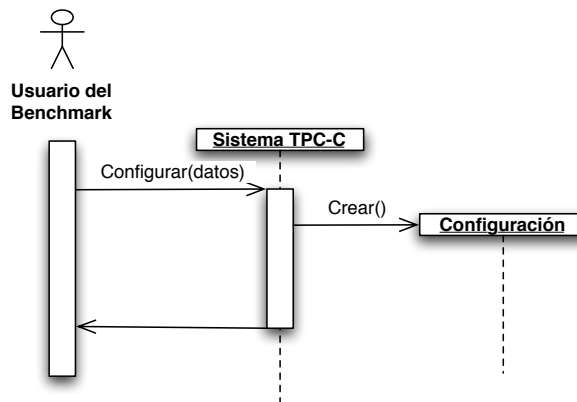 Usuario del
Benchmark
Sistema TPC-C
Configurar(datos)
Crear()
Configuración